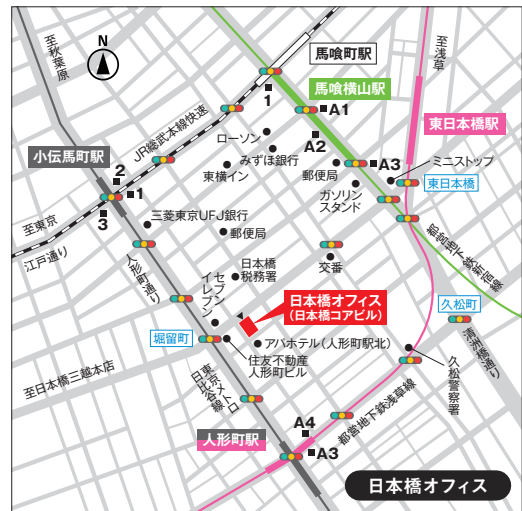 N
至秋葉原
至浅草
馬喰町駅
馬喰横山駅
東日本橋駅
1
A1
A2
A3
JR総武本線快速
ローソン
みずほ銀行
東横イン
郵便局
ガソリン
スタンド
ミニストップ
東日本橋
小伝馬町駅
2
1
3
至東京
江戸通り
三菱東京UFJ銀行
郵便局
人形町通り
日本橋
税務署
交番
都営地下鉄新宿線
セレブ
イン
日本橋オフィス
(日本橋コアビル)
久松町
清洲橋通り
堀留町
アパホテル(人形町駅北)
住友不動産
人形町ビル
至日本橋三越本店
久松警察署
東京メトロ
日比谷線
都営地下鉄浅草線
人形町駅
A4
A3
日本橋オフィス